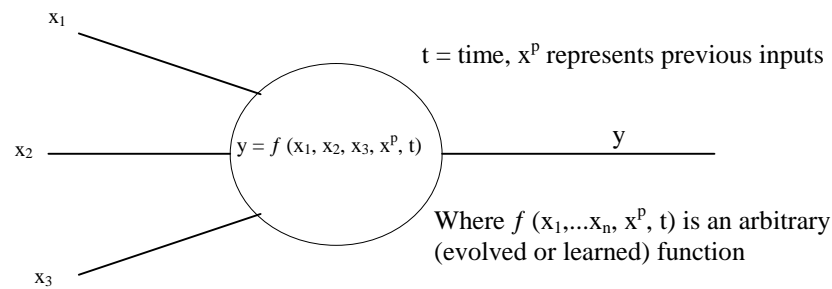 x₁
t = time, xᵖ represents previous inputs
x₂
y = f (x₁, x₂, x₃, xᵖ, t)
y
Where f (x₁,...xₙ, xᵖ, t) is an arbitrary
(evolved or learned) function
x₃